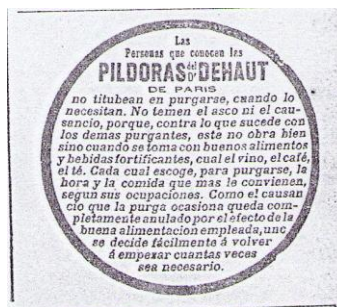 Las
Personas que conocen las
PILDORAS del Dr DEHAUT
DE PARIS
no titubean en purgarse, cuando lo
necesitan. No temen el asco ni el cau-
sancio, porque, contra lo que sucede con
los demas purgantes, este no obra bien
sino cuando se toma con buenos alimentos
y bebidas fortificantes, cual el vino, el café,
el té. Cada cual escoge, para purgarse, la
hora y la comida que mas le convienen,
segun sus ocupaciones. Como el causan
cio que la purga ocasiona queda com-
pletamente anulado por el efecto de la
buena alimentacion empleada, uno
se decide fácilmente á volver
á empezar cuantas veces
sea necesario.